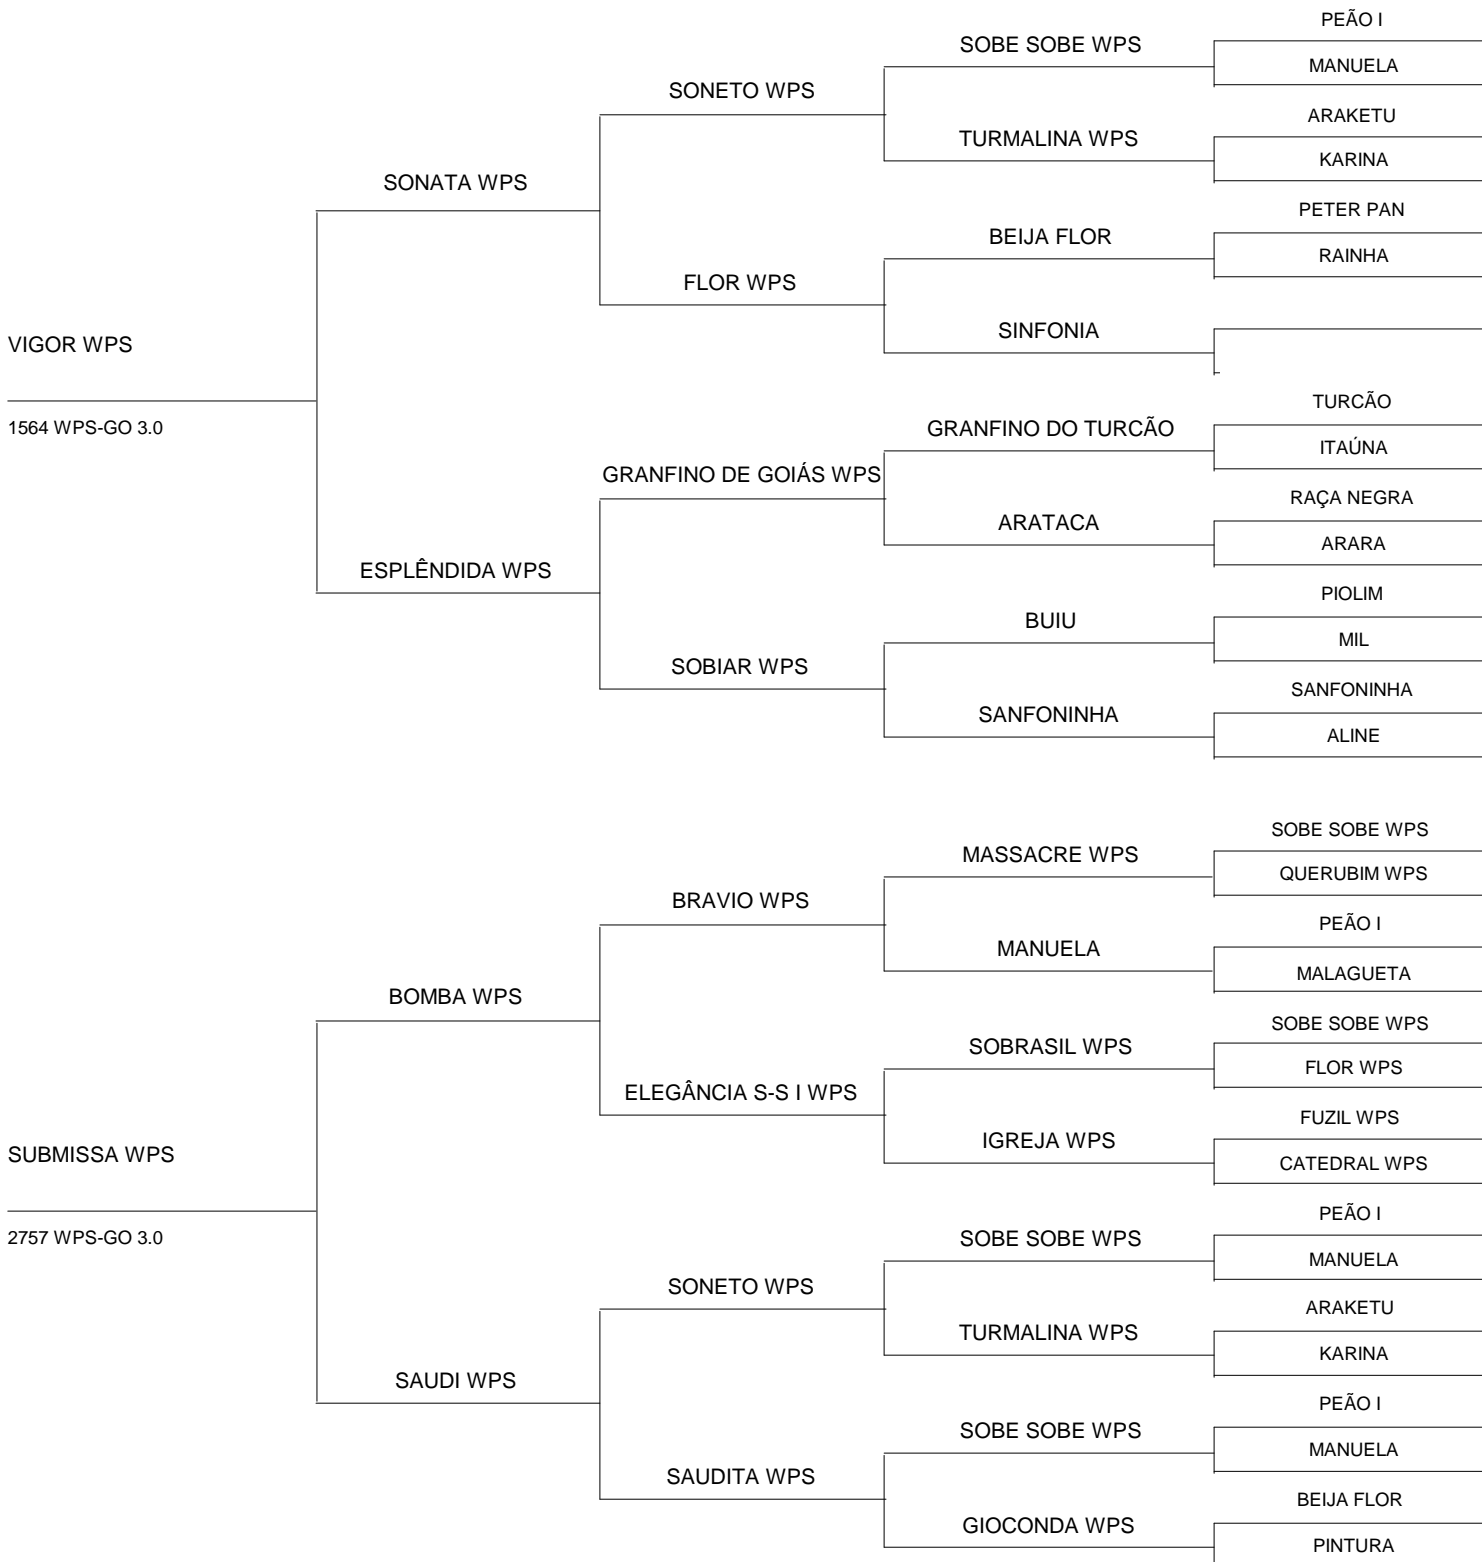 PEÃO I
SOBE SOBE WPS
MANUELA
SONETO WPS
ARAKETU
TURMALINA WPS
KARINA
SONATA WPS
PETER PAN
BEIJA FLOR
RAINHA
FLOR WPS
SINFONIA
VIGOR WPS
1564 WPS-GO 3.0
TURCÃO
GRANFINO DO TURCÃO
ITAÚNA
GRANFINO DE GOIÁS WPS
RAÇA NEGRA
ARATACA
ARARA
ESPLÊNDIDA WPS
PIOLIM
BUIU
MIL
SOBIAR WPS
SANFONINHA
SANFONINHA
ALINE
SOBE SOBE WPS
MASSACRE WPS
QUERUBIM WPS
BRAVIO WPS
PEÃO I
MANUELA
MALAGUETA
BOMBA WPS
SOBE SOBE WPS
SOBRASIL WPS
FLOR WPS
ELEGÂNCIA S-S I WPS
FUZIL WPS
IGREJA WPS
CATEDRAL WPS
SUBMISSA WPS
2757 WPS-GO 3.0
PEÃO I
SOBE SOBE WPS
MANUELA
SONETO WPS
ARAKETU
TURMALINA WPS
KARINA
SAUDI WPS
PEÃO I
SOBE SOBE WPS
MANUELA
SAUDITA WPS
BEIJA FLOR
GIOCONDA WPS
PINTURA